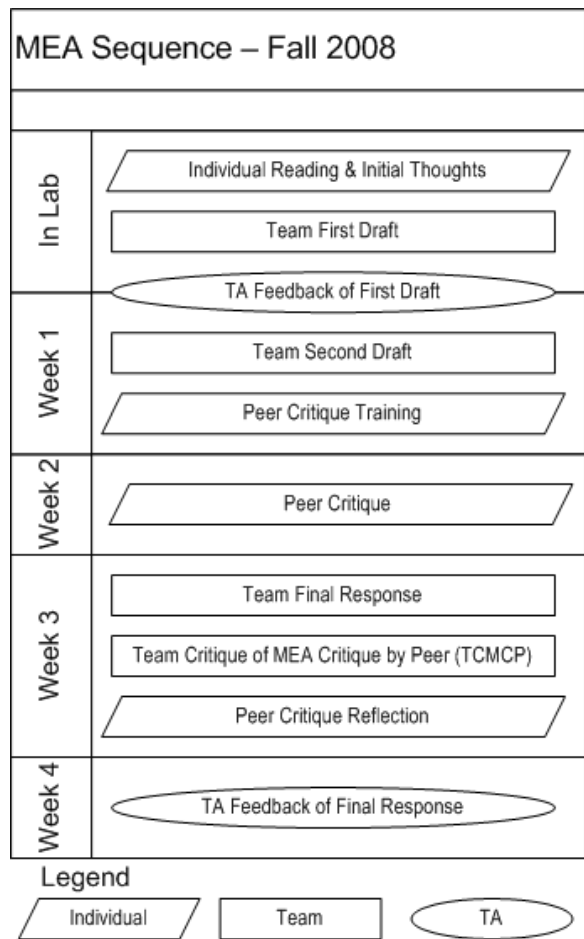 MEA Sequence – Fall 2008
In Lab
Individual Reading & Initial Thoughts
Team First Draft
TA Feedback of First Draft
Week 1
Team Second Draft
Peer Critique Training
Week 2
Peer Critique
Week 3
Team Final Response
Team Critique of MEA Critique by Peer (TCMCP)
Peer Critique Reflection
Week 4
TA Feedback of Final Response
Legend
Individual
Team
TA